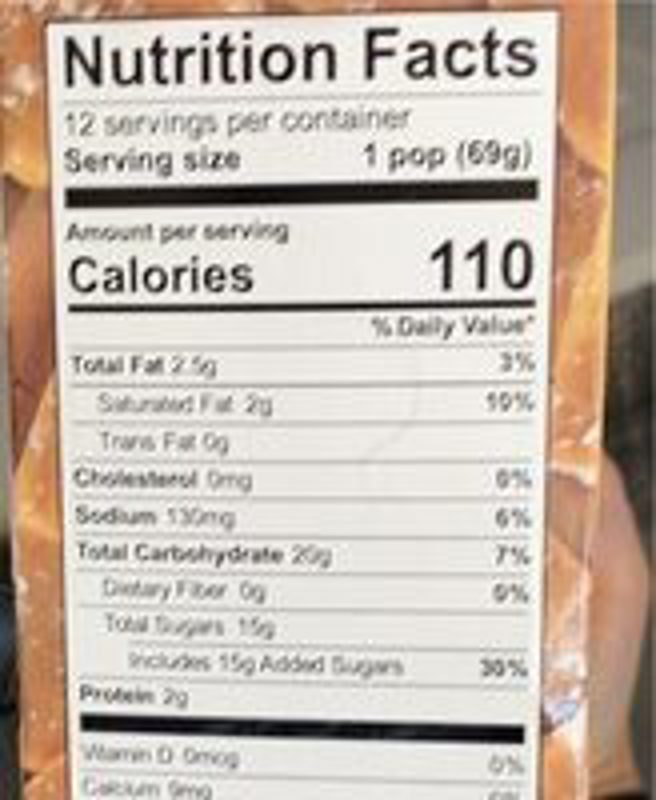 Nutrition Facts
12 servings per container
Serving size 1 pop (69g)
Amount per serving
Calories 110
% Daily Value*
Total Fat 2.5g 3%
Saturated Fat 2g 10%
Trans Fat 0g
Cholesterol 0mg 0%
Sodium 130mg 6%
Total Carbohydrate 20g 7%
Dietary Fiber 0g 0%
Total Sugars 15g
Includes 15g Added Sugars 30%
Protein 2g
Vitamin D 0mcg 0%
Calcium 9mg